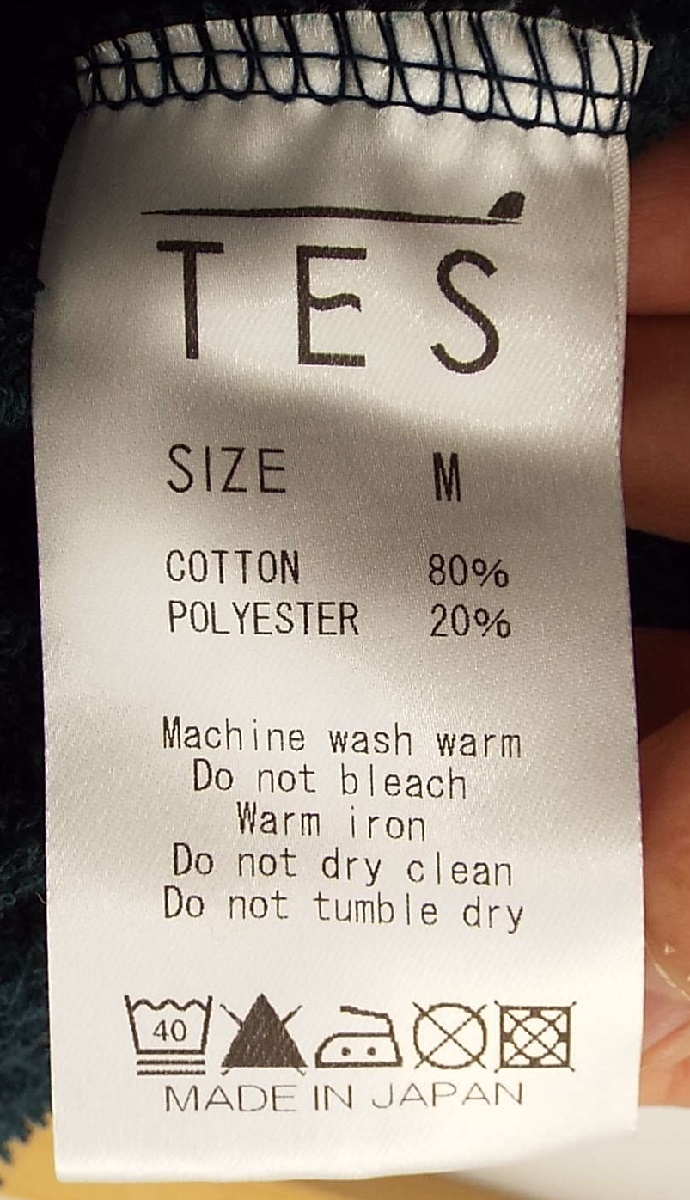 TES
SIZE M
COTTON 80%
POLYESTER 20%
Machine wash warm
Do not bleach
Warm iron
Do not dry clean
Do not tumble dry
40
MADE IN JAPAN